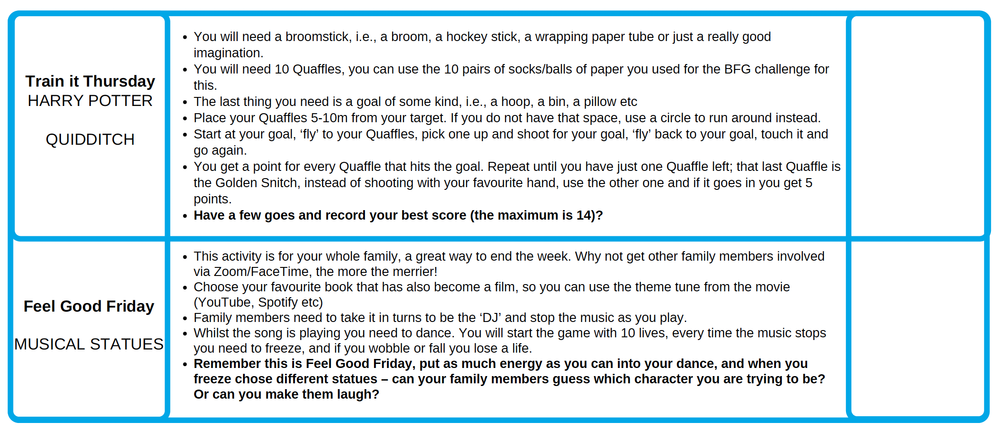 Train it Thursday
HARRY POTTER
QUIDDITCH
• You will need a broomstick, i.e., a broom, a hockey stick, a wrapping paper tube or just a really good
imagination.
• You will need 10 Quaffles, you can use the 10 pairs of socks/balls of paper you used for the BFG challenge for
this.
• The last thing you need is a goal of some kind, i.e., a hoop, a bin, a pillow etc
• Place your Quaffles 5-10m from your target. If you do not have that space, use a circle to run around instead.
• Start at your goal, ‘fly’ to your Quaffles, pick one up and shoot for your goal, ‘fly’ back to your goal, touch it and
go again.
• You get a point for every Quaffle that hits the goal. Repeat until you have just one Quaffle left; that last Quaffle is
the Golden Snitch, instead of shooting with your favourite hand, use the other one and if it goes in you get 5
points.
• Have a few goes and record your best score (the maximum is 14)?
Feel Good Friday
MUSICAL STATUES
• This activity is for your whole family, a great way to end the week. Why not get other family members involved
via Zoom/FaceTime, the more the merrier!
• Choose your favourite book that has also become a film, so you can use the theme tune from the movie
(YouTube, Spotify etc)
• Family members need to take it in turns to be the ‘DJ’ and stop the music as you play.
• Whilst the song is playing you need to dance. You will start the game with 10 lives, every time the music stops
you need to freeze, and if you wobble or fall you lose a life.
• Remember this is Feel Good Friday, put as much energy as you can into your dance, and when you
freeze chose different statues – can your family members guess which character you are trying to be?
Or can you make them laugh?